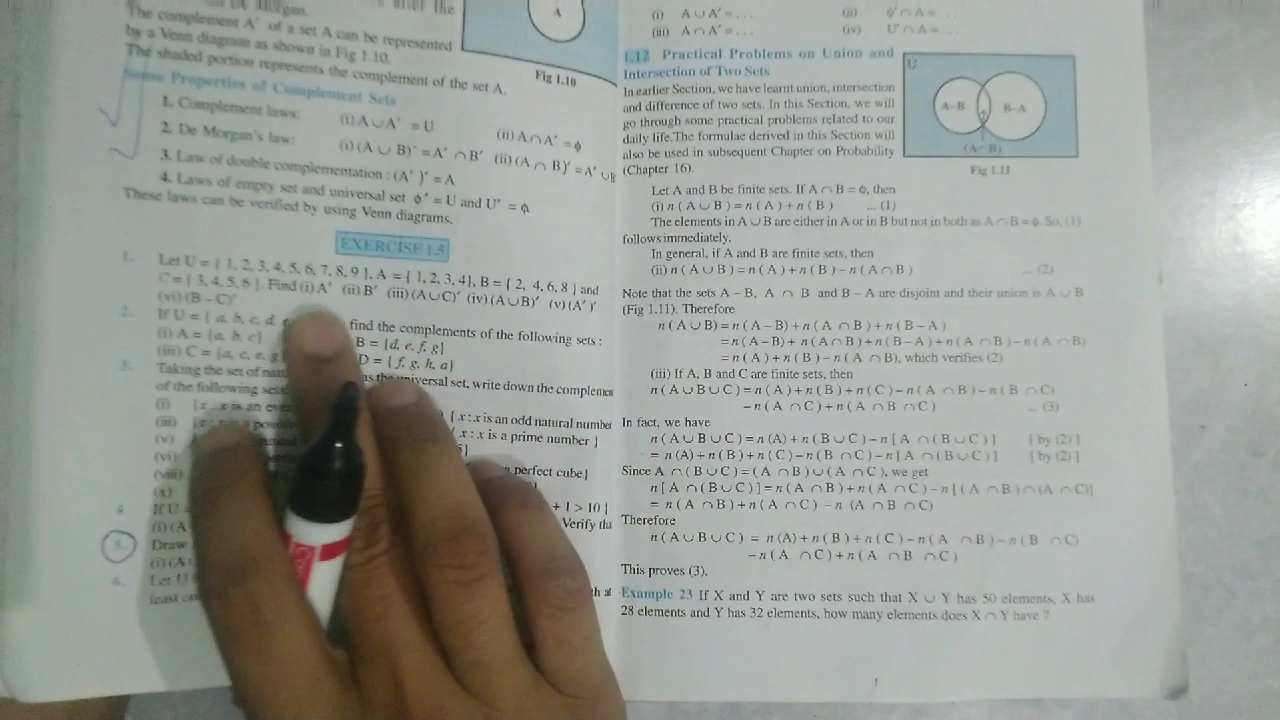 The complement A′ of a set A can be represented
by a Venn diagram as shown in Fig 1.10.
The shaded portion represents the complement of the set A.
A
Fig 1.10
Some Properties of Complement Sets
1. Complement laws: (i) A ∪ A′ = U (ii) A ∩ A′ = ϕ
2. De Morgan's law: (i) (A ∪ B)′ = A′ ∩ B′ (ii) (A ∩ B)′ = A′ ∪ B
3. Law of double complementation : (A′)′ = A
4. Laws of empty set and universal set ϕ′ = U and U′ = ϕ.
These laws can be verified by using Venn diagrams.
EXERCISE 1.5
1. Let U = { 1, 2, 3, 4, 5, 6, 7, 8, 9 }, A = { 1, 2, 3, 4}, B = { 2, 4, 6, 8 } and
C = { 3, 4, 5, 6 }. Find (i) A′ (ii) B′ (iii) (A ∪ C)′ (iv) (A ∪ B)′ (v) (A′)′
(vi) (B – C)′
2. If U = { a, b, c, d, find the complements of the following sets :
(i) A = {a, b, c} B = {d, e, f, g}
(iii) C = {a, c, e, g D = { f, g, h, a}
3. Taking the set of as the universal set, write down the
of the following
(i) {x : x is an { x : x is an odd natural
(iii) x : x is a prime number }
(v)
(vi) perfect cube}
(viii)
(x) + 1 > 10 }
4. If U
(i) (A Verify
5. Draw
(i) (A
6. Let U
least
(i) A ∪ A′ = . . . (ii) ϕ′ ∩ A = . . .
(iii) A ∩ A′ = . . . (iv) U′ ∩ A = . . .
1.12 Practical Problems on Union and
Intersection of Two Sets
In earlier Section, we have learnt union, intersection
and difference of two sets. In this Section, we will
go through some practical problems related to our
daily life.The formulae derived in this Section will
also be used in subsequent Chapter on Probability
(Chapter 16).
U
A–B B–A
(A∩B)
Fig 1.11
Let A and B be finite sets. If A ∩ B = ϕ, then
(i) n ( A ∪ B ) = n ( A ) + n ( B ) ... (1)
The elements in A ∪ B are either in A or in B but not in both as A ∩ B = ϕ. So, (1)
follows immediately.
In general, if A and B are finite sets, then
(ii) n ( A ∪ B ) = n ( A ) + n ( B ) – n ( A ∩ B ) ... (2)
Note that the sets A – B, A ∩ B and B – A are disjoint and their union is A ∪ B
(Fig 1.11). Therefore
n ( A ∪ B) = n ( A – B) + n ( A ∩ B ) + n ( B – A )
= n ( A – B) + n ( A ∩ B ) + n ( B – A ) + n ( A ∩ B ) – n ( A ∩ B)
= n ( A ) + n ( B ) – n ( A ∩ B), which verifies (2)
(iii) If A, B and C are finite sets, then
n ( A ∪ B ∪ C ) = n ( A ) + n ( B ) + n ( C ) – n ( A ∩ B ) – n ( B ∩ C)
– n ( A ∩ C ) + n ( A ∩ B ∩ C ) ... (3)
In fact, we have
n ( A ∪ B ∪ C ) = n (A) + n ( B ∪ C ) – n [ A ∩ ( B ∪ C ) ] [ by (2) ]
= n (A) + n ( B ) + n ( C ) – n ( B ∩ C ) – n [ A ∩ ( B ∪ C ) ] [ by (2) ]
Since A ∩ ( B ∪ C ) = ( A ∩ B ) ∪ ( A ∩ C ), we get
n [ A ∩ ( B ∪ C ) ] = n ( A ∩ B ) + n ( A ∩ C ) – n [ ( A ∩ B ) ∩ (A ∩ C)]
= n ( A ∩ B ) + n ( A ∩ C ) – n (A ∩ B ∩ C)
Therefore
n ( A ∪ B ∪ C ) = n (A) + n ( B ) + n ( C ) – n ( A ∩ B ) – n ( B ∩ C)
– n ( A ∩ C ) + n ( A ∩ B ∩ C )
This proves (3).
Example 23 If X and Y are two sets such that X ∪ Y has 50 elements, X has
28 elements and Y has 32 elements, how many elements does X ∩ Y have ?